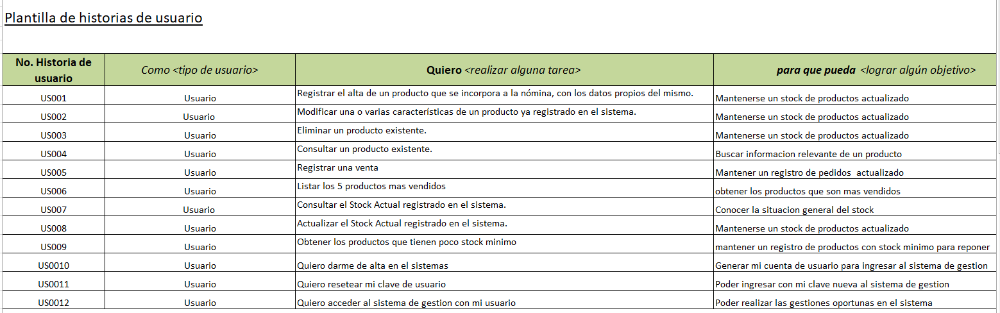 Plantilla de historias de usuario
No. Historia de usuario Como <tipo de usuario> Quiero <realizar alguna tarea> para que pueda <lograr algún objetivo>
US001 Usuario Registrar el alta de un producto que se incorpora a la nómina, con los datos propios del mismo. Mantenerse un stock de productos actualizado
US002 Usuario Modificar una o varias características de un producto ya registrado en el sistema. Mantenerse un stock de productos actualizado
US003 Usuario Eliminar un producto existente. Mantenerse un stock de productos actualizado
US004 Usuario Consultar un producto existente. Buscar informacion relevante de un producto
US005 Usuario Registrar una venta Mantener un registro de pedidos  actualizado
US006 Usuario Listar los 5 productos mas vendidos obtener los productos que son mas vendidos
US007 Usuario Consultar el Stock Actual registrado en el sistema. Conocer la situacion general del stock
US008 Usuario Actualizar el Stock Actual registrado en el sistema. Mantenerse un stock de productos actualizado
US009 Usuario Obtener los productos que tienen poco stock minimo mantener un registro de productos con stock minimo para reponer
US0010 Usuario Quiero darme de alta en el sistemas Generar mi cuenta de usuario para ingresar al sistema de gestion
US0011 Usuario Quiero resetear mi clave de usuario Poder ingresar con mi clave nueva al sistema de gestion
US0012 Usuario Quiero acceder al sistema de gestion con mi usuario Poder realizar las gestiones oportunas en el sistema